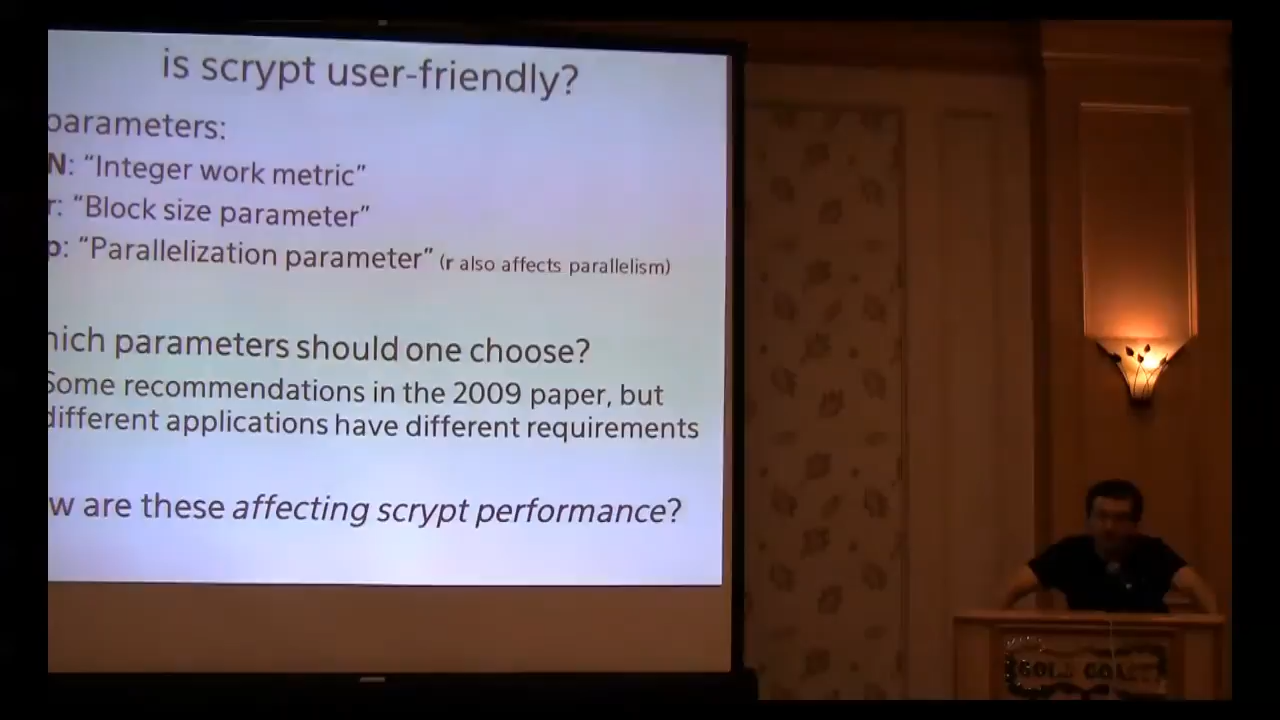 is scrypt user-friendly?
parameters:
N: “Integer work metric”
r: “Block size parameter”
p: “Parallelization parameter” (r also affects parallelism)
hich parameters should one choose?
Some recommendations in the 2009 paper, but
different applications have different requirements
w are these affecting scrypt performance?
GOLD COAST